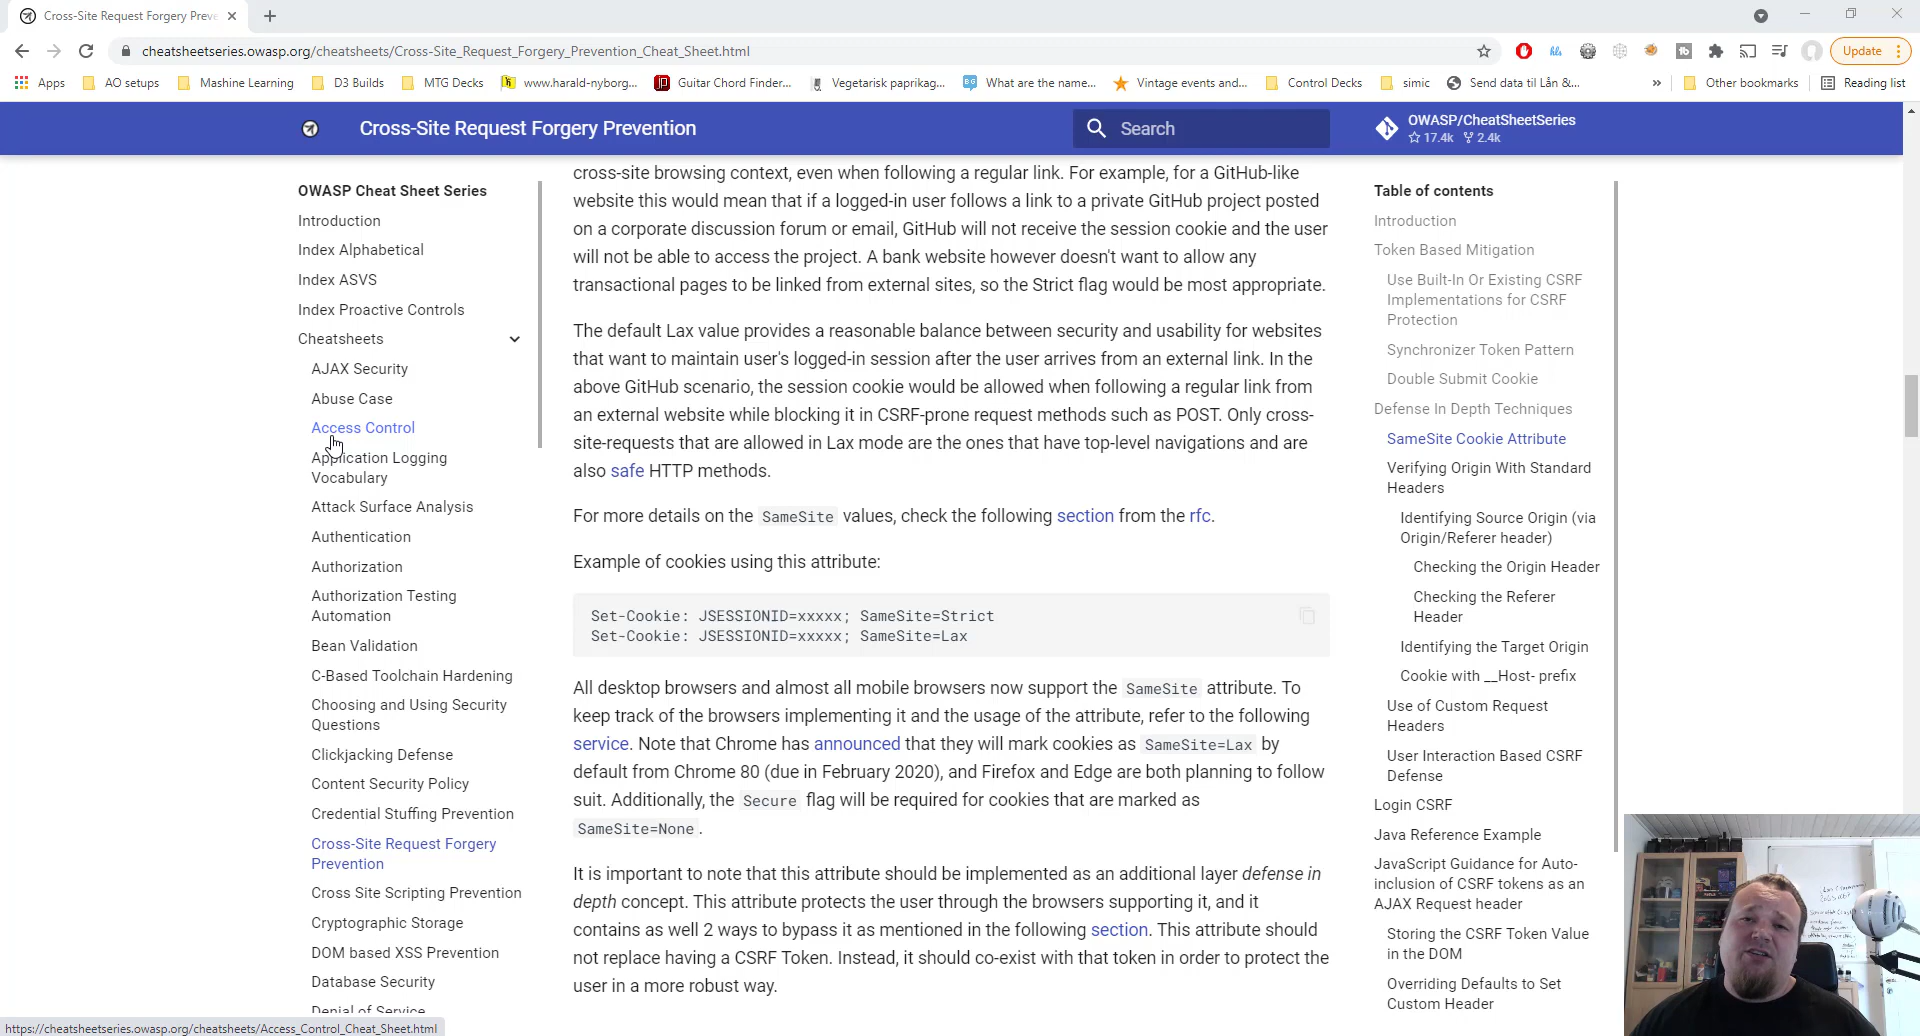 Cross-Site Request Forgery Preve
cheatsheetseries.owasp.org/cheatsheets/Cross-Site_Request_Forgery_Prevention_Cheat_Sheet.html
Update
Apps
AO setups
Mashine Learning
D3 Builds
MTG Decks
www.harald-nyborg...
Guitar Chord Finder...
Vegetarisk paprikag...
What are the name...
Vintage events and...
Control Decks
simic
Send data til Lån &...
»
Other bookmarks
Reading list
Cross-Site Request Forgery Prevention
Search
OWASP/CheatSheetSeries
17.4k 2.4k
OWASP Cheat Sheet Series
Introduction
Index Alphabetical
Index ASVS
Index Proactive Controls
Cheatsheets
AJAX Security
Abuse Case
Access Control
Application Logging
Vocabulary
Attack Surface Analysis
Authentication
Authorization
Authorization Testing
Automation
Bean Validation
C-Based Toolchain Hardening
Choosing and Using Security
Questions
Clickjacking Defense
Content Security Policy
Credential Stuffing Prevention
Cross-Site Request Forgery
Prevention
Cross Site Scripting Prevention
Cryptographic Storage
DOM based XSS Prevention
Database Security
Denial of Service
cross-site browsing context, even when following a regular link. For example, for a GitHub-like
website this would mean that if a logged-in user follows a link to a private GitHub project posted
on a corporate discussion forum or email, GitHub will not receive the session cookie and the user
will not be able to access the project. A bank website however doesn't want to allow any
transactional pages to be linked from external sites, so the Strict flag would be most appropriate.
The default Lax value provides a reasonable balance between security and usability for websites
that want to maintain user's logged-in session after the user arrives from an external link. In the
above GitHub scenario, the session cookie would be allowed when following a regular link from
an external website while blocking it in CSRF-prone request methods such as POST. Only cross-
site-requests that are allowed in Lax mode are the ones that have top-level navigations and are
also safe HTTP methods.
For more details on the SameSite values, check the following section from the rfc.
Example of cookies using this attribute:
Set-Cookie: JSESSIONID=xxxxx; SameSite=Strict
Set-Cookie: JSESSIONID=xxxxx; SameSite=Lax
All desktop browsers and almost all mobile browsers now support the SameSite attribute. To
keep track of the browsers implementing it and the usage of the attribute, refer to the following
service. Note that Chrome has announced that they will mark cookies as SameSite=Lax by
default from Chrome 80 (due in February 2020), and Firefox and Edge are both planning to follow
suit. Additionally, the Secure flag will be required for cookies that are marked as
SameSite=None.
It is important to note that this attribute should be implemented as an additional layer defense in
depth concept. This attribute protects the user through the browsers supporting it, and it
contains as well 2 ways to bypass it as mentioned in the following section. This attribute should
not replace having a CSRF Token. Instead, it should co-exist with that token in order to protect the
user in a more robust way.
Table of contents
Introduction
Token Based Mitigation
Use Built-In Or Existing CSRF
Implementations for CSRF
Protection
Synchronizer Token Pattern
Double Submit Cookie
Defense In Depth Techniques
SameSite Cookie Attribute
Verifying Origin With Standard
Headers
Identifying Source Origin (via
Origin/Referer header)
Checking the Origin Header
Checking the Referer
Header
Identifying the Target Origin
Cookie with __Host- prefix
Use of Custom Request
Headers
User Interaction Based CSRF
Defense
Login CSRF
Java Reference Example
JavaScript Guidance for Auto-
inclusion of CSRF tokens as an
AJAX Request header
Storing the CSRF Token Value
in the DOM
Overriding Defaults to Set
Custom Header
https://cheatsheetseries.owasp.org/cheatsheets/Access_Control_Cheat_Sheet.html